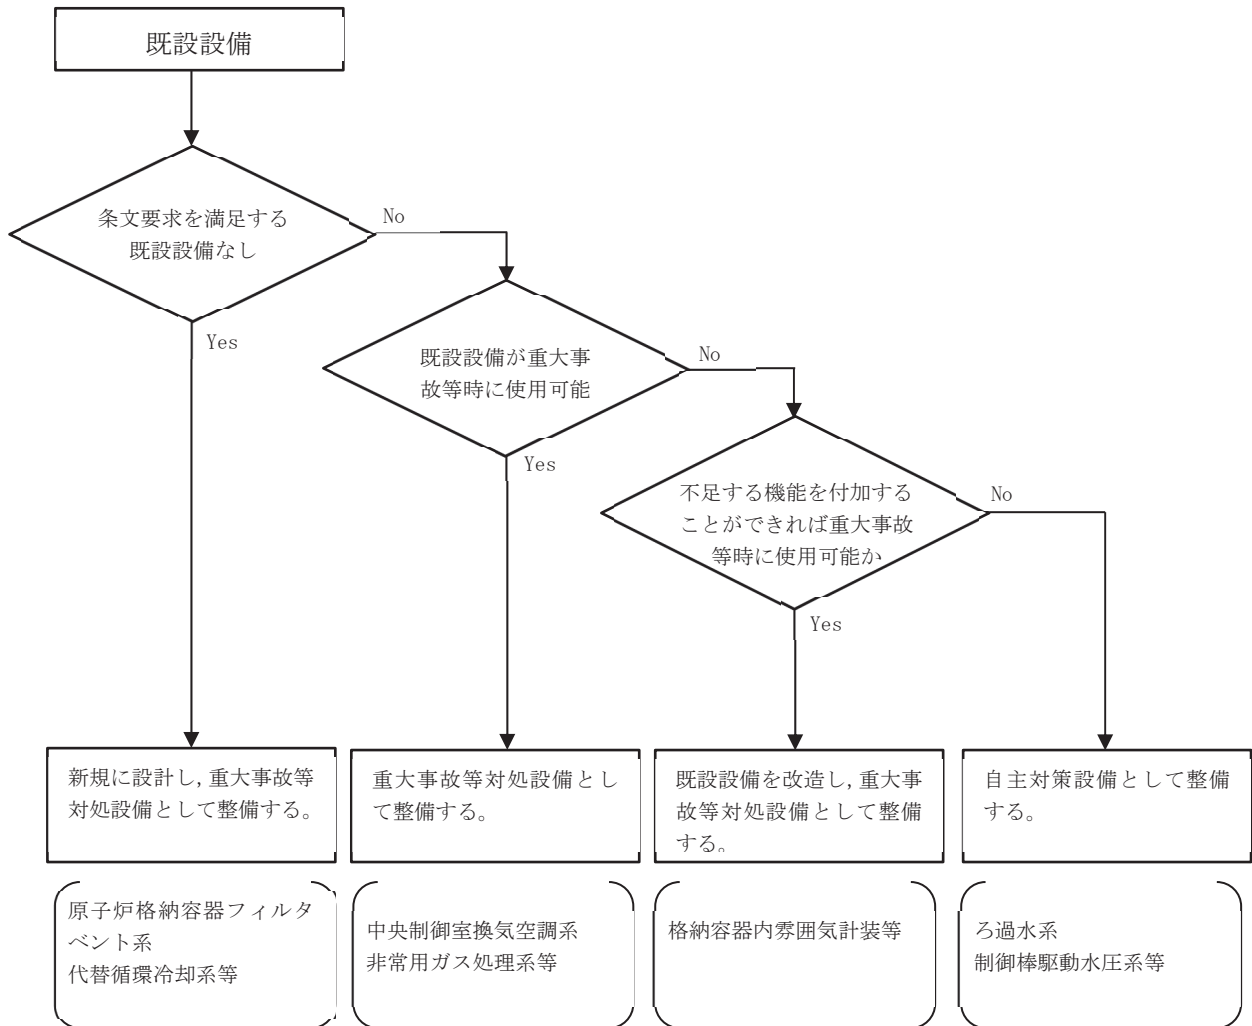 既設設備
条文要求を満足する
既設設備なし
No
Yes
既設設備が重大事
故等時に使用可能
No
Yes
不足する機能を付加する
ことができれば重大事故
等時に使用可能か
No
Yes
新規に設計し,重大事故等
対処設備として整備する。
重大事故等対処設備とし
て整備する。
既設設備を改造し,重大事
故等対処設備として整備
する。
自主対策設備として整備
する。
原子炉格納容器フィルタ
ベント系
代替循環冷却系等
中央制御室換気空調系
非常用ガス処理系等
格納容器内雰囲気計装等
ろ過水系
制御棒駆動水圧系等